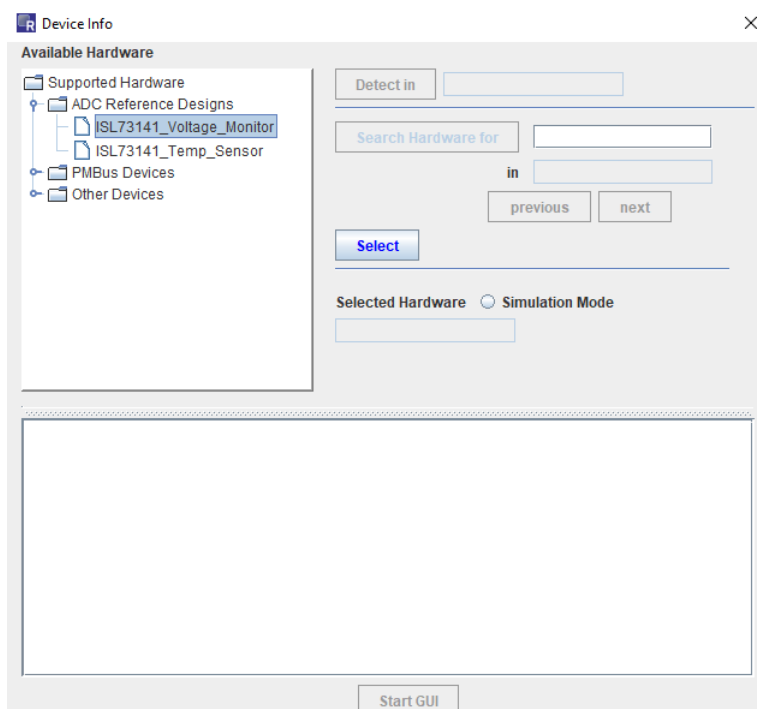 Device Info
Available Hardware
Supported Hardware
ADC Reference Designs
ISL73141_Voltage_Monitor
ISL73141_Temp_Sensor
PMBus Devices
Other Devices
Detect in
Search Hardware for
in
previous next
Select
Selected Hardware Simulation Mode
Start GUI